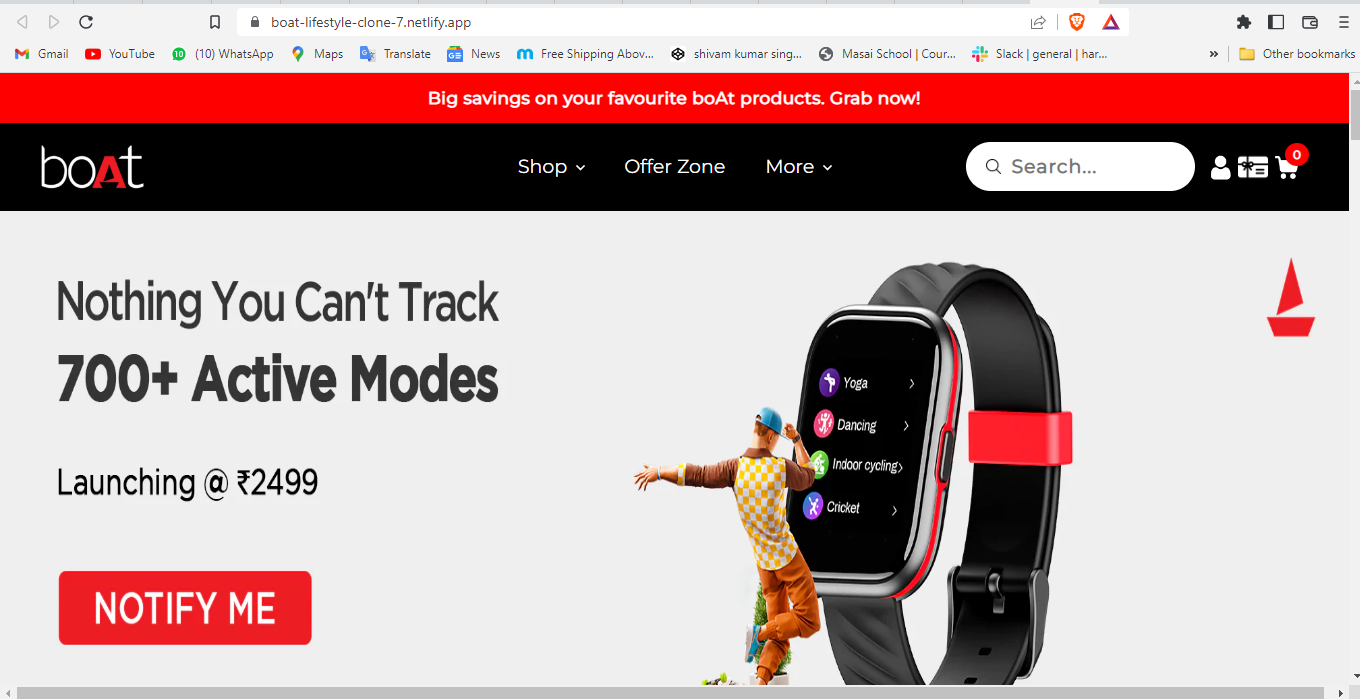 boat-lifestyle-clone-7.netlify.app
Gmail YouTube 10 (10) WhatsApp Maps Translate News Free Shipping Abov... shivam kumar sing... Masai School | Cour... Slack | general | har... » Other bookmarks
Big savings on your favourite boAt products. Grab now!
boAt Shop Offer Zone More Search... 0
Nothing You Can't Track
700+ Active Modes
Launching @ ₹2499
NOTIFY ME
Yoga
Dancing
Indoor cycling
Cricket